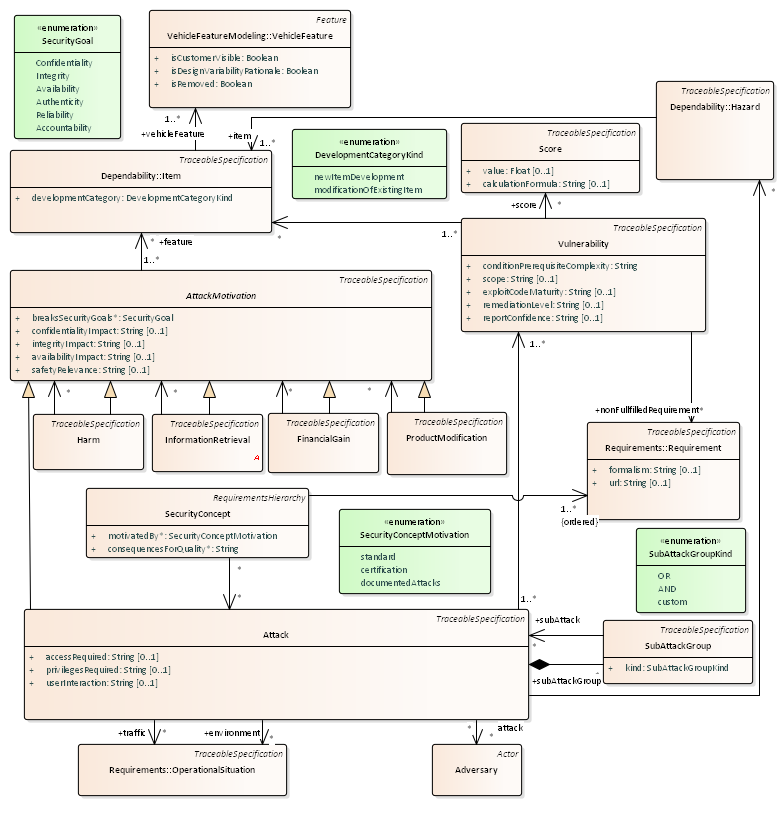 «enumeration»
SecurityGoal
Confidentiality
Integrity
Availability
Authenticity
Reliability
Accountability
Feature
VehicleFeatureModeling::VehicleFeature
+ isCustomerVisible: Boolean
+ isDesignVariabilityRationale: Boolean
+ isRemoved: Boolean
TraceableSpecification
Dependability::Hazard
1..*
+vehicleFeature
*
+item
1..*
*
«enumeration»
DevelopmentCategoryKind
newItemDevelopment
modificationOfExistingItem
TraceableSpecification
Score
+ value: Float [0..1]
+ calculationFormula: String [0..1]
TraceableSpecification
Dependability::Item
+ developmentCategory: DevelopmentCategoryKind
*
+score
*
*
1..*
* +feature
1..*
TraceableSpecification
Vulnerability
+ conditionPrerequisiteComplexity: String
+ scope: String [0..1]
+ exploitCodeMaturity: String [0..1]
+ remediationLevel: String [0..1]
+ reportConfidence: String [0..1]
TraceableSpecification
AttackMotivation
+ breaksSecurityGoals*: SecurityGoal
+ confidentialityImpact: String [0..1]
+ integrityImpact: String [0..1]
+ availabilityImpact: String [0..1]
+ safetyRelevance: String [0..1]
1..*
* * * *
+nonFullfilledRequirement*
TraceableSpecification
Harm
TraceableSpecification
InformationRetrieval
A
TraceableSpecification
FinancialGain
TraceableSpecification
ProductModification
TraceableSpecification
Requirements::Requirement
+ formalism: String [0..1]
+ url: String [0..1]
RequirementsHierarchy
SecurityConcept
+ motivatedBy*: SecurityConceptMotivation
+ consequencesForQuality*: String
1..* *
{ordered}
«enumeration»
SecurityConceptMotivation
standard
certification
documentedAttacks
«enumeration»
SubAttackGroupKind
OR
AND
custom
*
*
1..*
TraceableSpecification
Attack
+ accessRequired: String [0..1]
+ privilegesRequired: String [0..1]
+ userInteraction: String [0..1]
+subAttack
*
+subAttackGroup
TraceableSpecification
SubAttackGroup
+ kind: SubAttackGroupKind
+traffic *
+environment *
* attack
*
TraceableSpecification
Requirements::OperationalSituation
Actor
Adversary